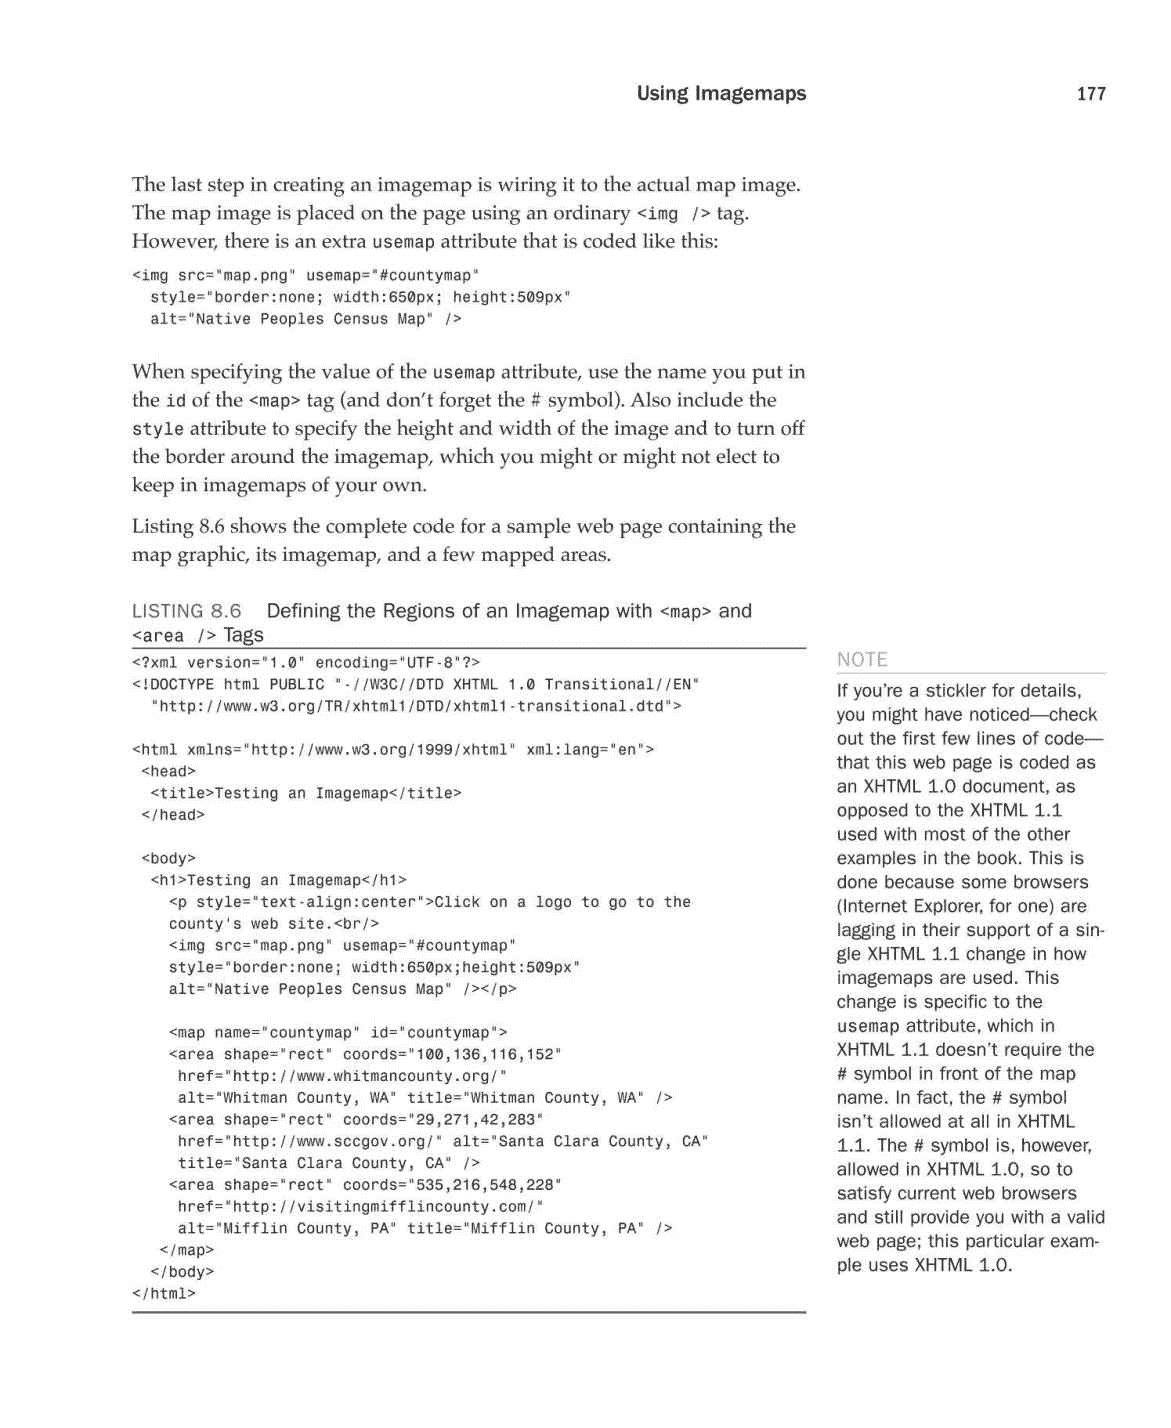 Using Imagemaps 177
The last step in creating an imagemap is wiring it to the actual map image.
The map image is placed on the page using an ordinary <img /> tag.
However, there is an extra usemap attribute that is coded like this:
<img src="map.png" usemap="#countymap"
style="border:none; width:650px; height:509px"
alt="Native Peoples Census Map" />
When specifying the value of the usemap attribute, use the name you put in
the id of the <map> tag (and don't forget the # symbol). Also include the
style attribute to specify the height and width of the image and to turn off
the border around the imagemap, which you might or might not elect to
keep in imagemaps of your own.
Listing 8.6 shows the complete code for a sample web page containing the
map graphic, its imagemap, and a few mapped areas.
LISTING 8.6 Defining the Regions of an Imagemap with <map> and
<area /> Tags
<?xml version="1.0" encoding="UTF-8"?>
<!DOCTYPE html PUBLIC "-//W3C//DTD XHTML 1.0 Transitional//EN"
"http://www.w3.org/TR/xhtml1/DTD/xhtml1-transitional.dtd">
<html xmlns="http://www.w3.org/1999/xhtml" xml:lang="en">
<head>
<title>Testing an Imagemap</title>
</head>
<body>
<h1>Testing an Imagemap</h1>
<p style="text-align:center">Click on a logo to go to the
county's web site.<br/>
<img src="map.png" usemap="#countymap"
style="border:none; width:650px;height:509px"
alt="Native Peoples Census Map" /></p>
<map name="countymap" id="countymap">
<area shape="rect" coords="100,136,116,152"
href="http://www.whitmancounty.org/"
alt="Whitman County, WA" title="Whitman County, WA" />
<area shape="rect" coords="29,271,42,283"
href="http://www.sccgov.org/" alt="Santa Clara County, CA"
title="Santa Clara County, CA" />
<area shape="rect" coords="535,216,548,228"
href="http://visitingmifflincounty.com/"
alt="Mifflin County, PA" title="Mifflin County, PA" />
</map>
</body>
</html>
NOTE
If you're a stickler for details,
you might have noticed—check
out the first few lines of code—
that this web page is coded as
an XHTML 1.0 document, as
opposed to the XHTML 1.1
used with most of the other
examples in the book. This is
done because some browsers
(Internet Explorer, for one) are
lagging in their support of a sin-
gle XHTML 1.1 change in how
imagemaps are used. This
change is specific to the
usemap attribute, which in
XHTML 1.1 doesn't require the
# symbol in front of the map
name. In fact, the # symbol
isn't allowed at all in XHTML
1.1. The # symbol is, however,
allowed in XHTML 1.0, so to
satisfy current web browsers
and still provide you with a valid
web page; this particular exam-
ple uses XHTML 1.0.